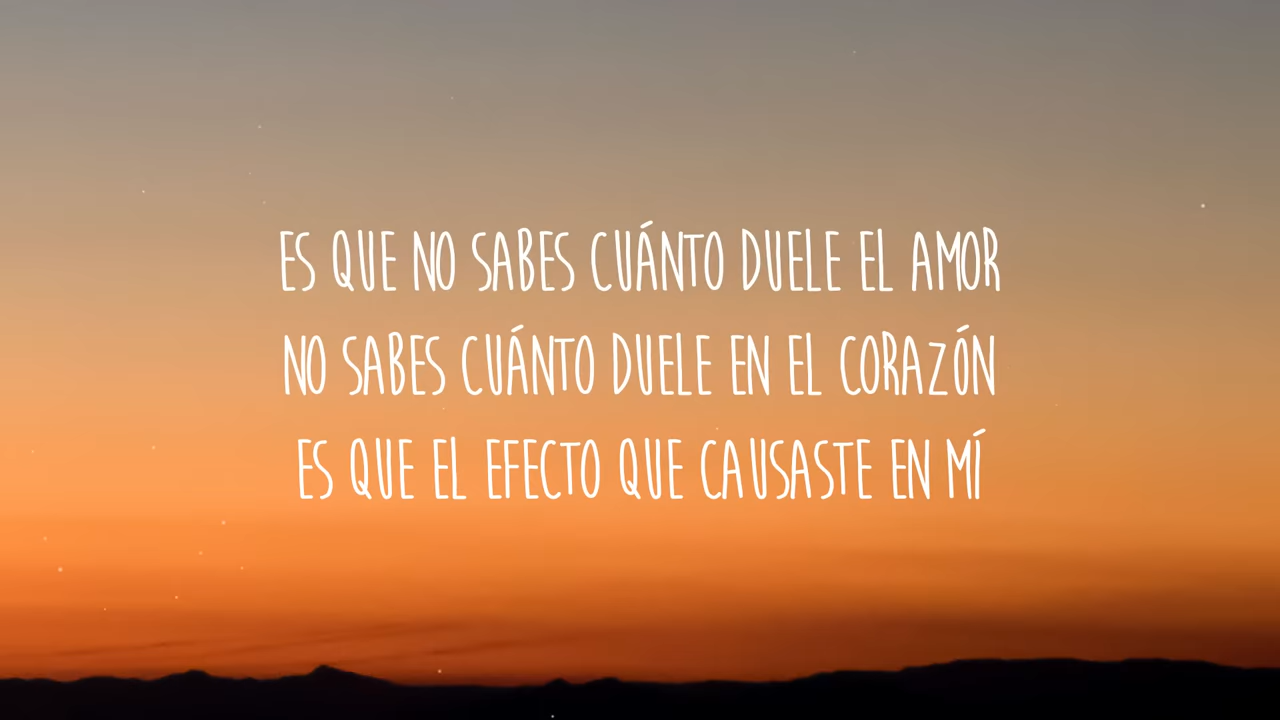 ES QUE NO SABES CUÁNTO DUELE EL AMOR
NO SABES CUÁNTO DUELE EN EL CORAZÓN
ES QUE EL EFECTO QUE CAUSASTE EN MÍ